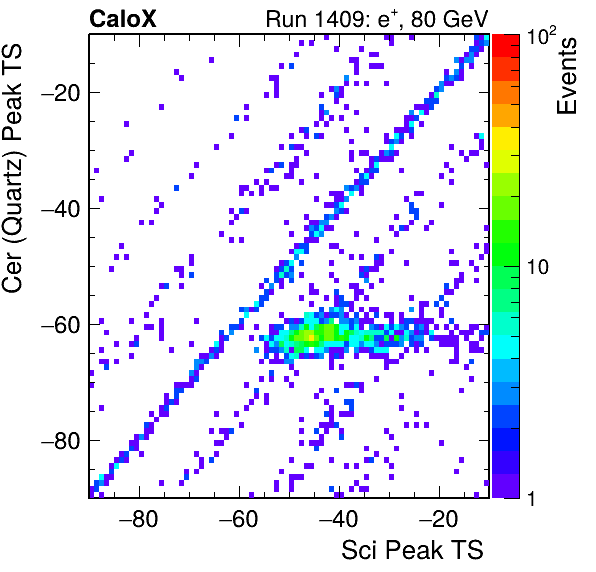 CaloX Run 1409: e⁺, 80 GeV
Cer (Quartz) Peak TS
−20
−40
−60
−80
−80 −60 −40 −20
Sci Peak TS
10²
10
1
Events